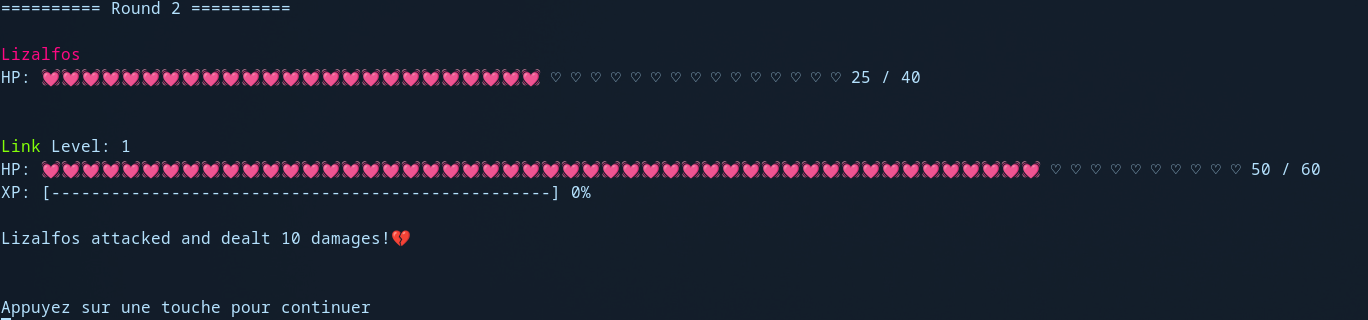 ========== Round 2 ==========
Lizalfos
HP: 💓💓💓💓💓💓💓💓💓💓💓💓💓💓💓💓💓💓💓💓💓💓💓💓💓 ♡ ♡ ♡ ♡ ♡ ♡ ♡ ♡ ♡ ♡ ♡ ♡ ♡ ♡ ♡ 25 / 40
Link Level: 1
HP: 💓💓💓💓💓💓💓💓💓💓💓💓💓💓💓💓💓💓💓💓💓💓💓💓💓💓💓💓💓💓💓💓💓💓💓💓💓💓💓💓💓💓💓💓💓💓💓💓💓💓 ♡ ♡ ♡ ♡ ♡ ♡ ♡ ♡ ♡ ♡ 50 / 60
XP: [--------------------------------------------------] 0%
Lizalfos attacked and dealt 10 damages!💔
Appuyez sur une touche pour continuer